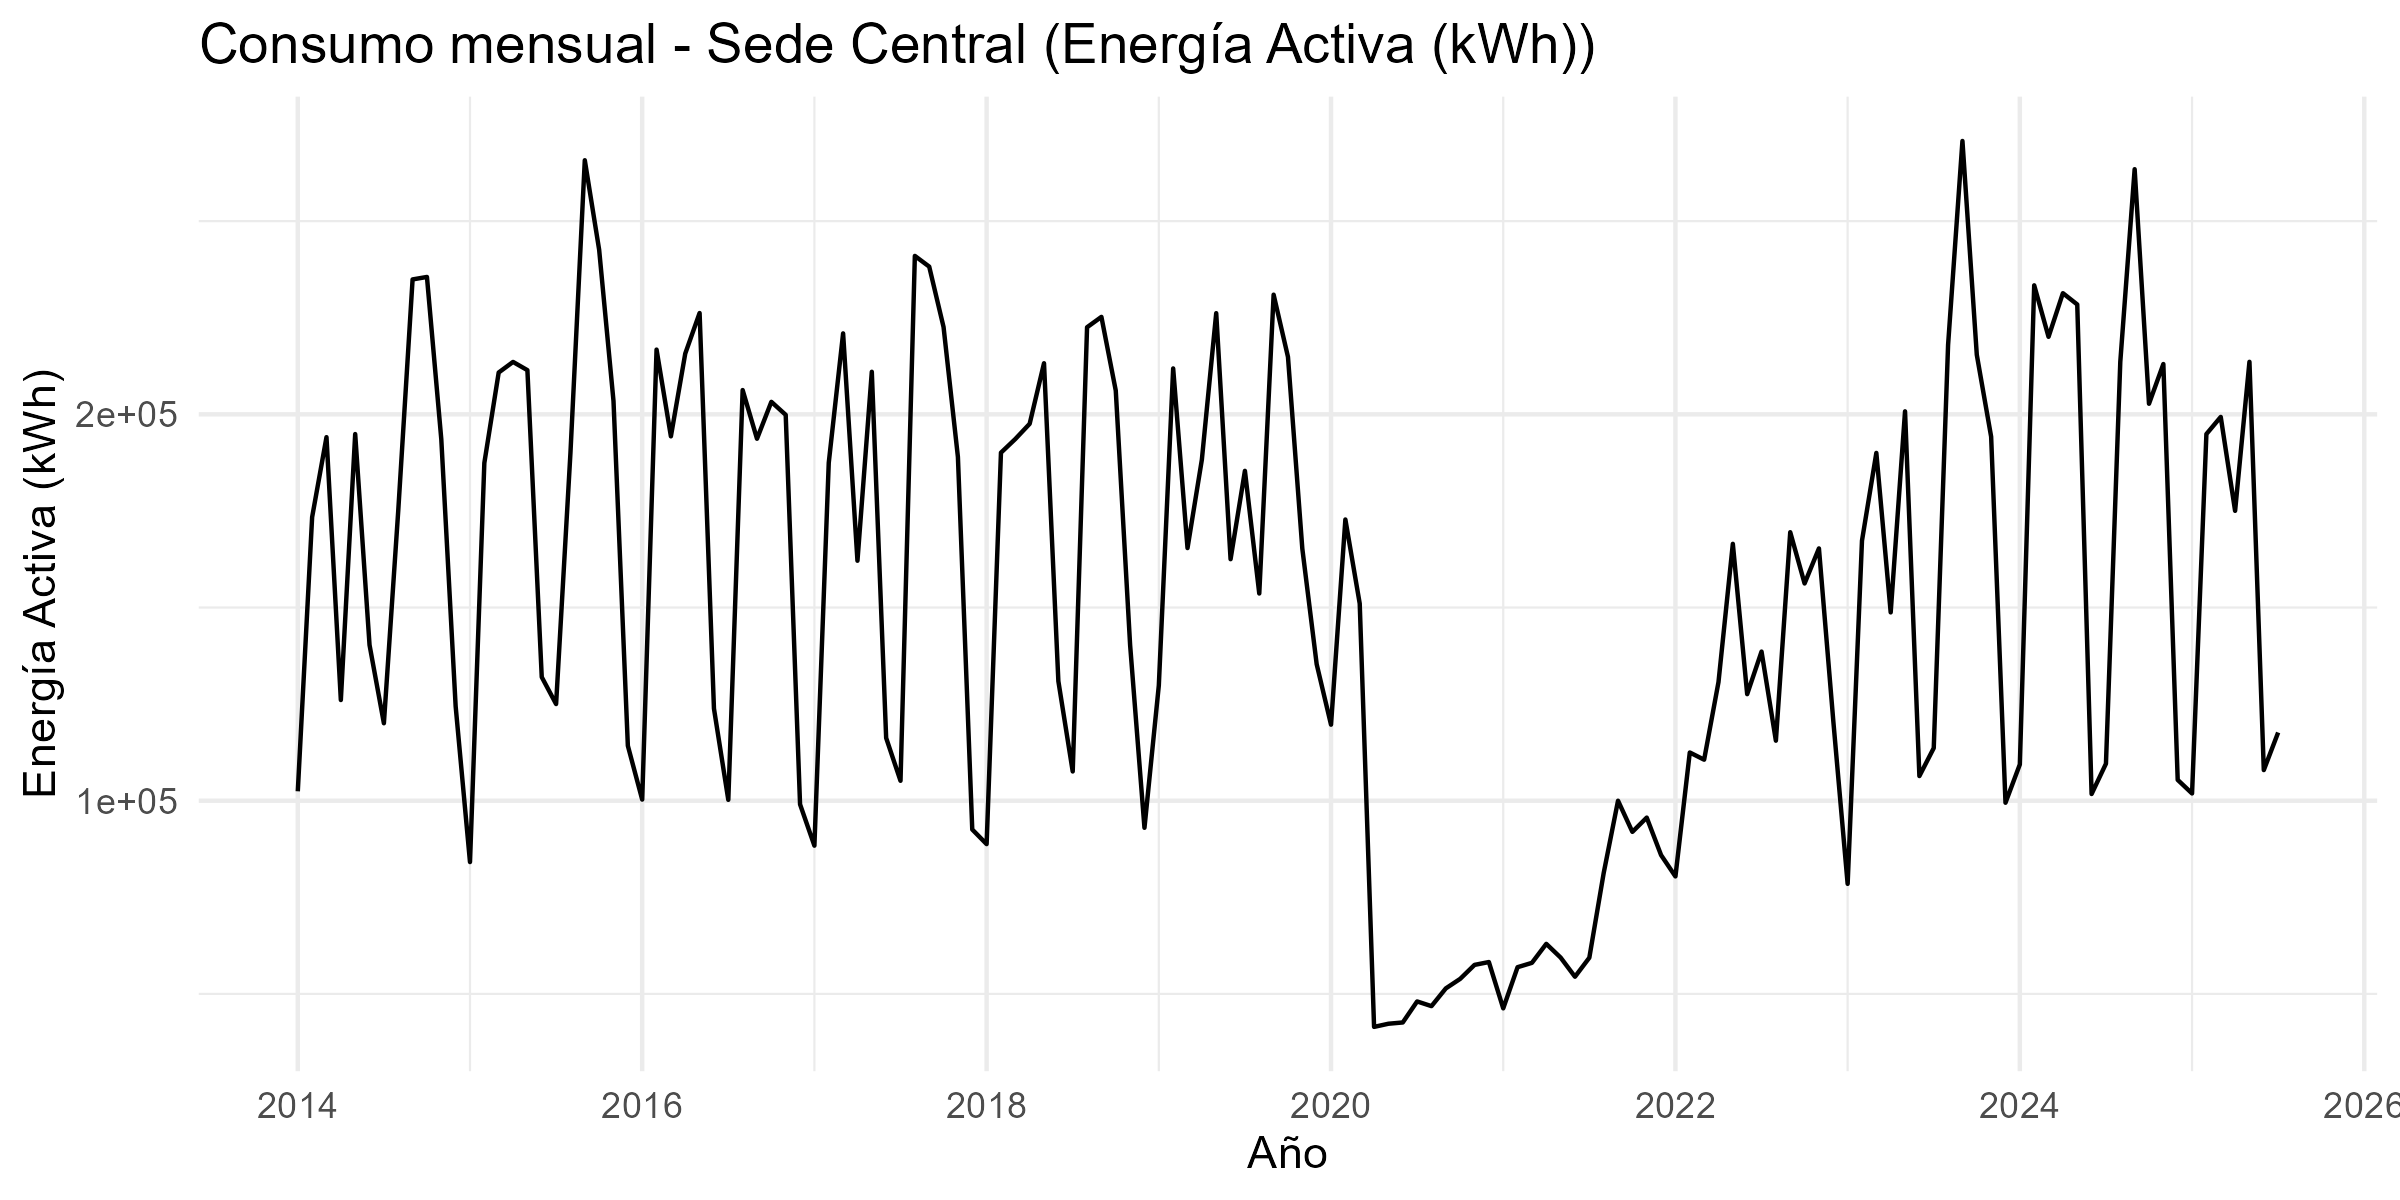 Consumo mensual - Sede Central (Energía Activa (kWh))
Energía Activa (kWh)
2e+05
1e+05
2014 2016 2018 2020 2022 2024 2026
Año